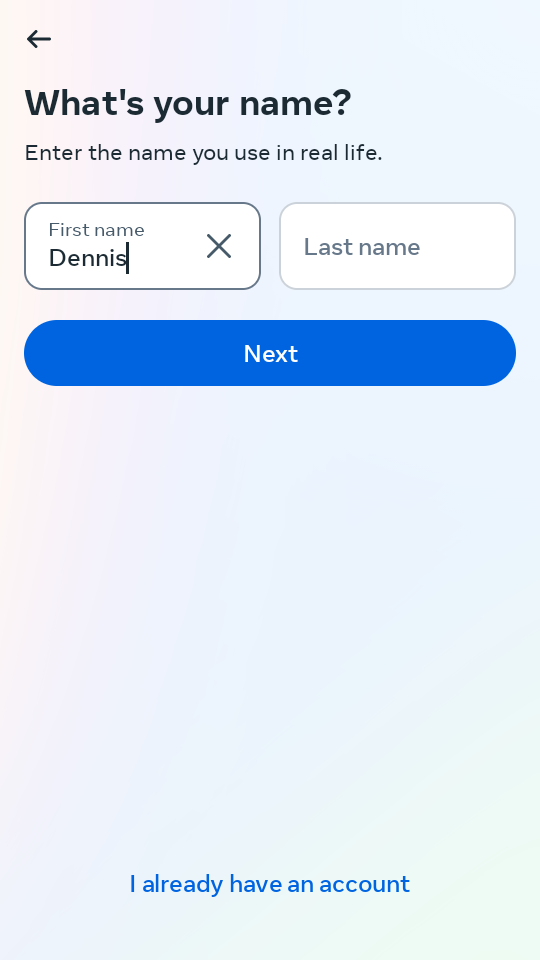 What's your name?
Enter the name you use in real life.
First name
Dennis
Last name
Next
I already have an account